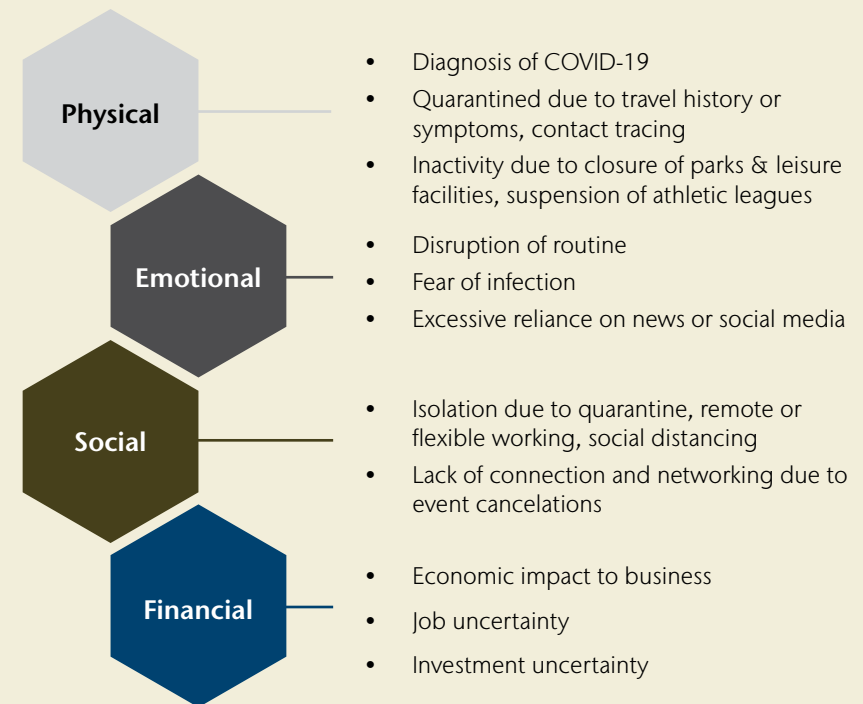 Physical
• Diagnosis of COVID-19
• Quarantined due to travel history or
symptoms, contact tracing
• Inactivity due to closure of parks & leisure
facilities, suspension of athletic leagues
Emotional
• Disruption of routine
• Fear of infection
• Excessive reliance on news or social media
Social
• Isolation due to quarantine, remote or
flexible working, social distancing
• Lack of connection and networking due to
event cancelations
Financial
• Economic impact to business
• Job uncertainty
• Investment uncertainty